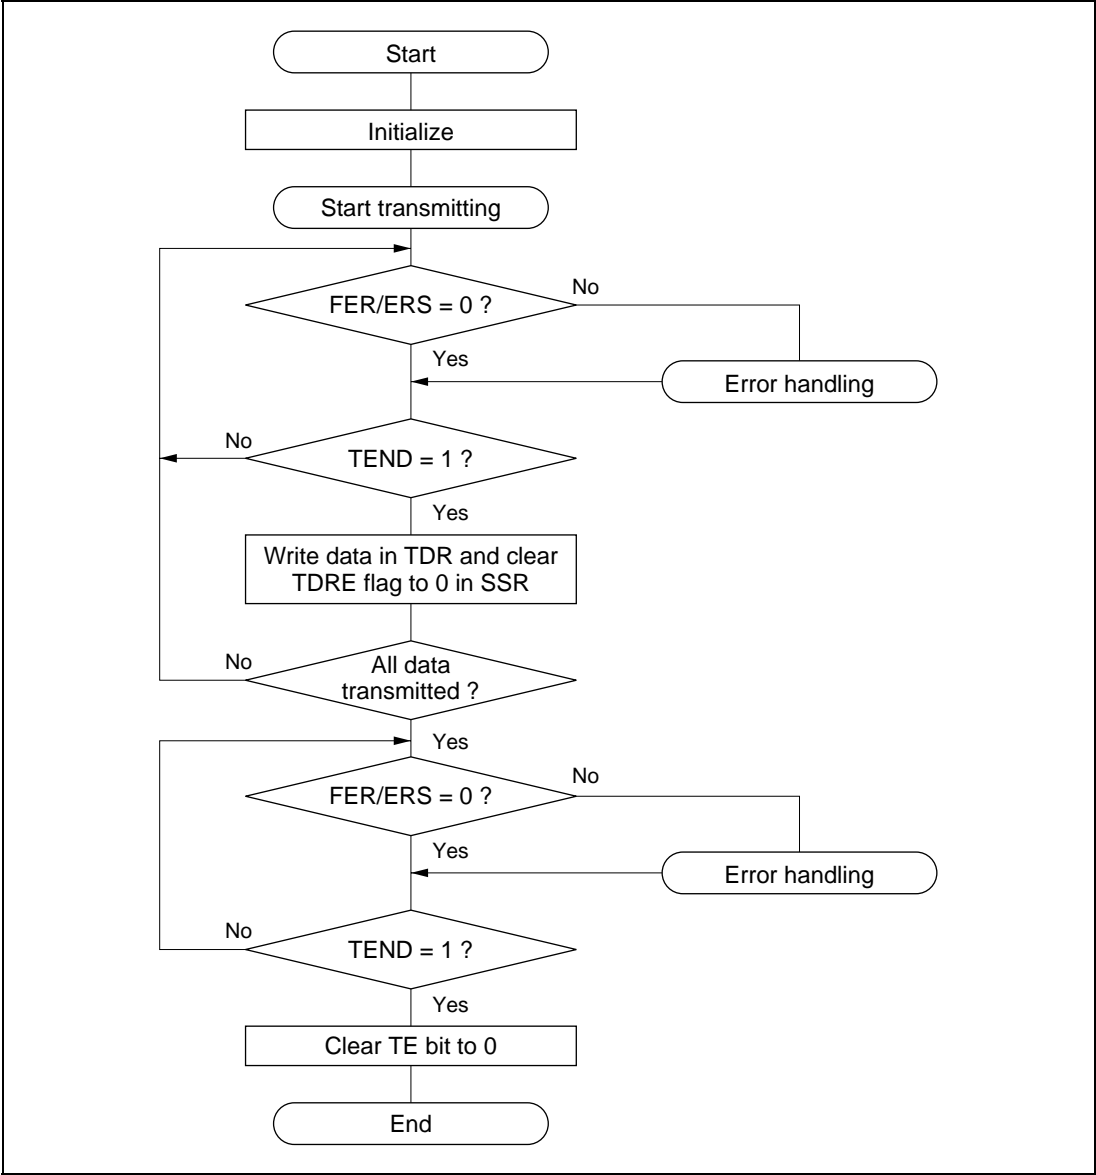 Start
Initialize
Start transmitting
FER/ERS = 0 ?
No
Yes
Error handling
No
TEND = 1 ?
Yes
Write data in TDR and clear
TDRE flag to 0 in SSR
No
All data
transmitted ?
Yes
FER/ERS = 0 ?
No
Yes
Error handling
No
TEND = 1 ?
Yes
Clear TE bit to 0
End